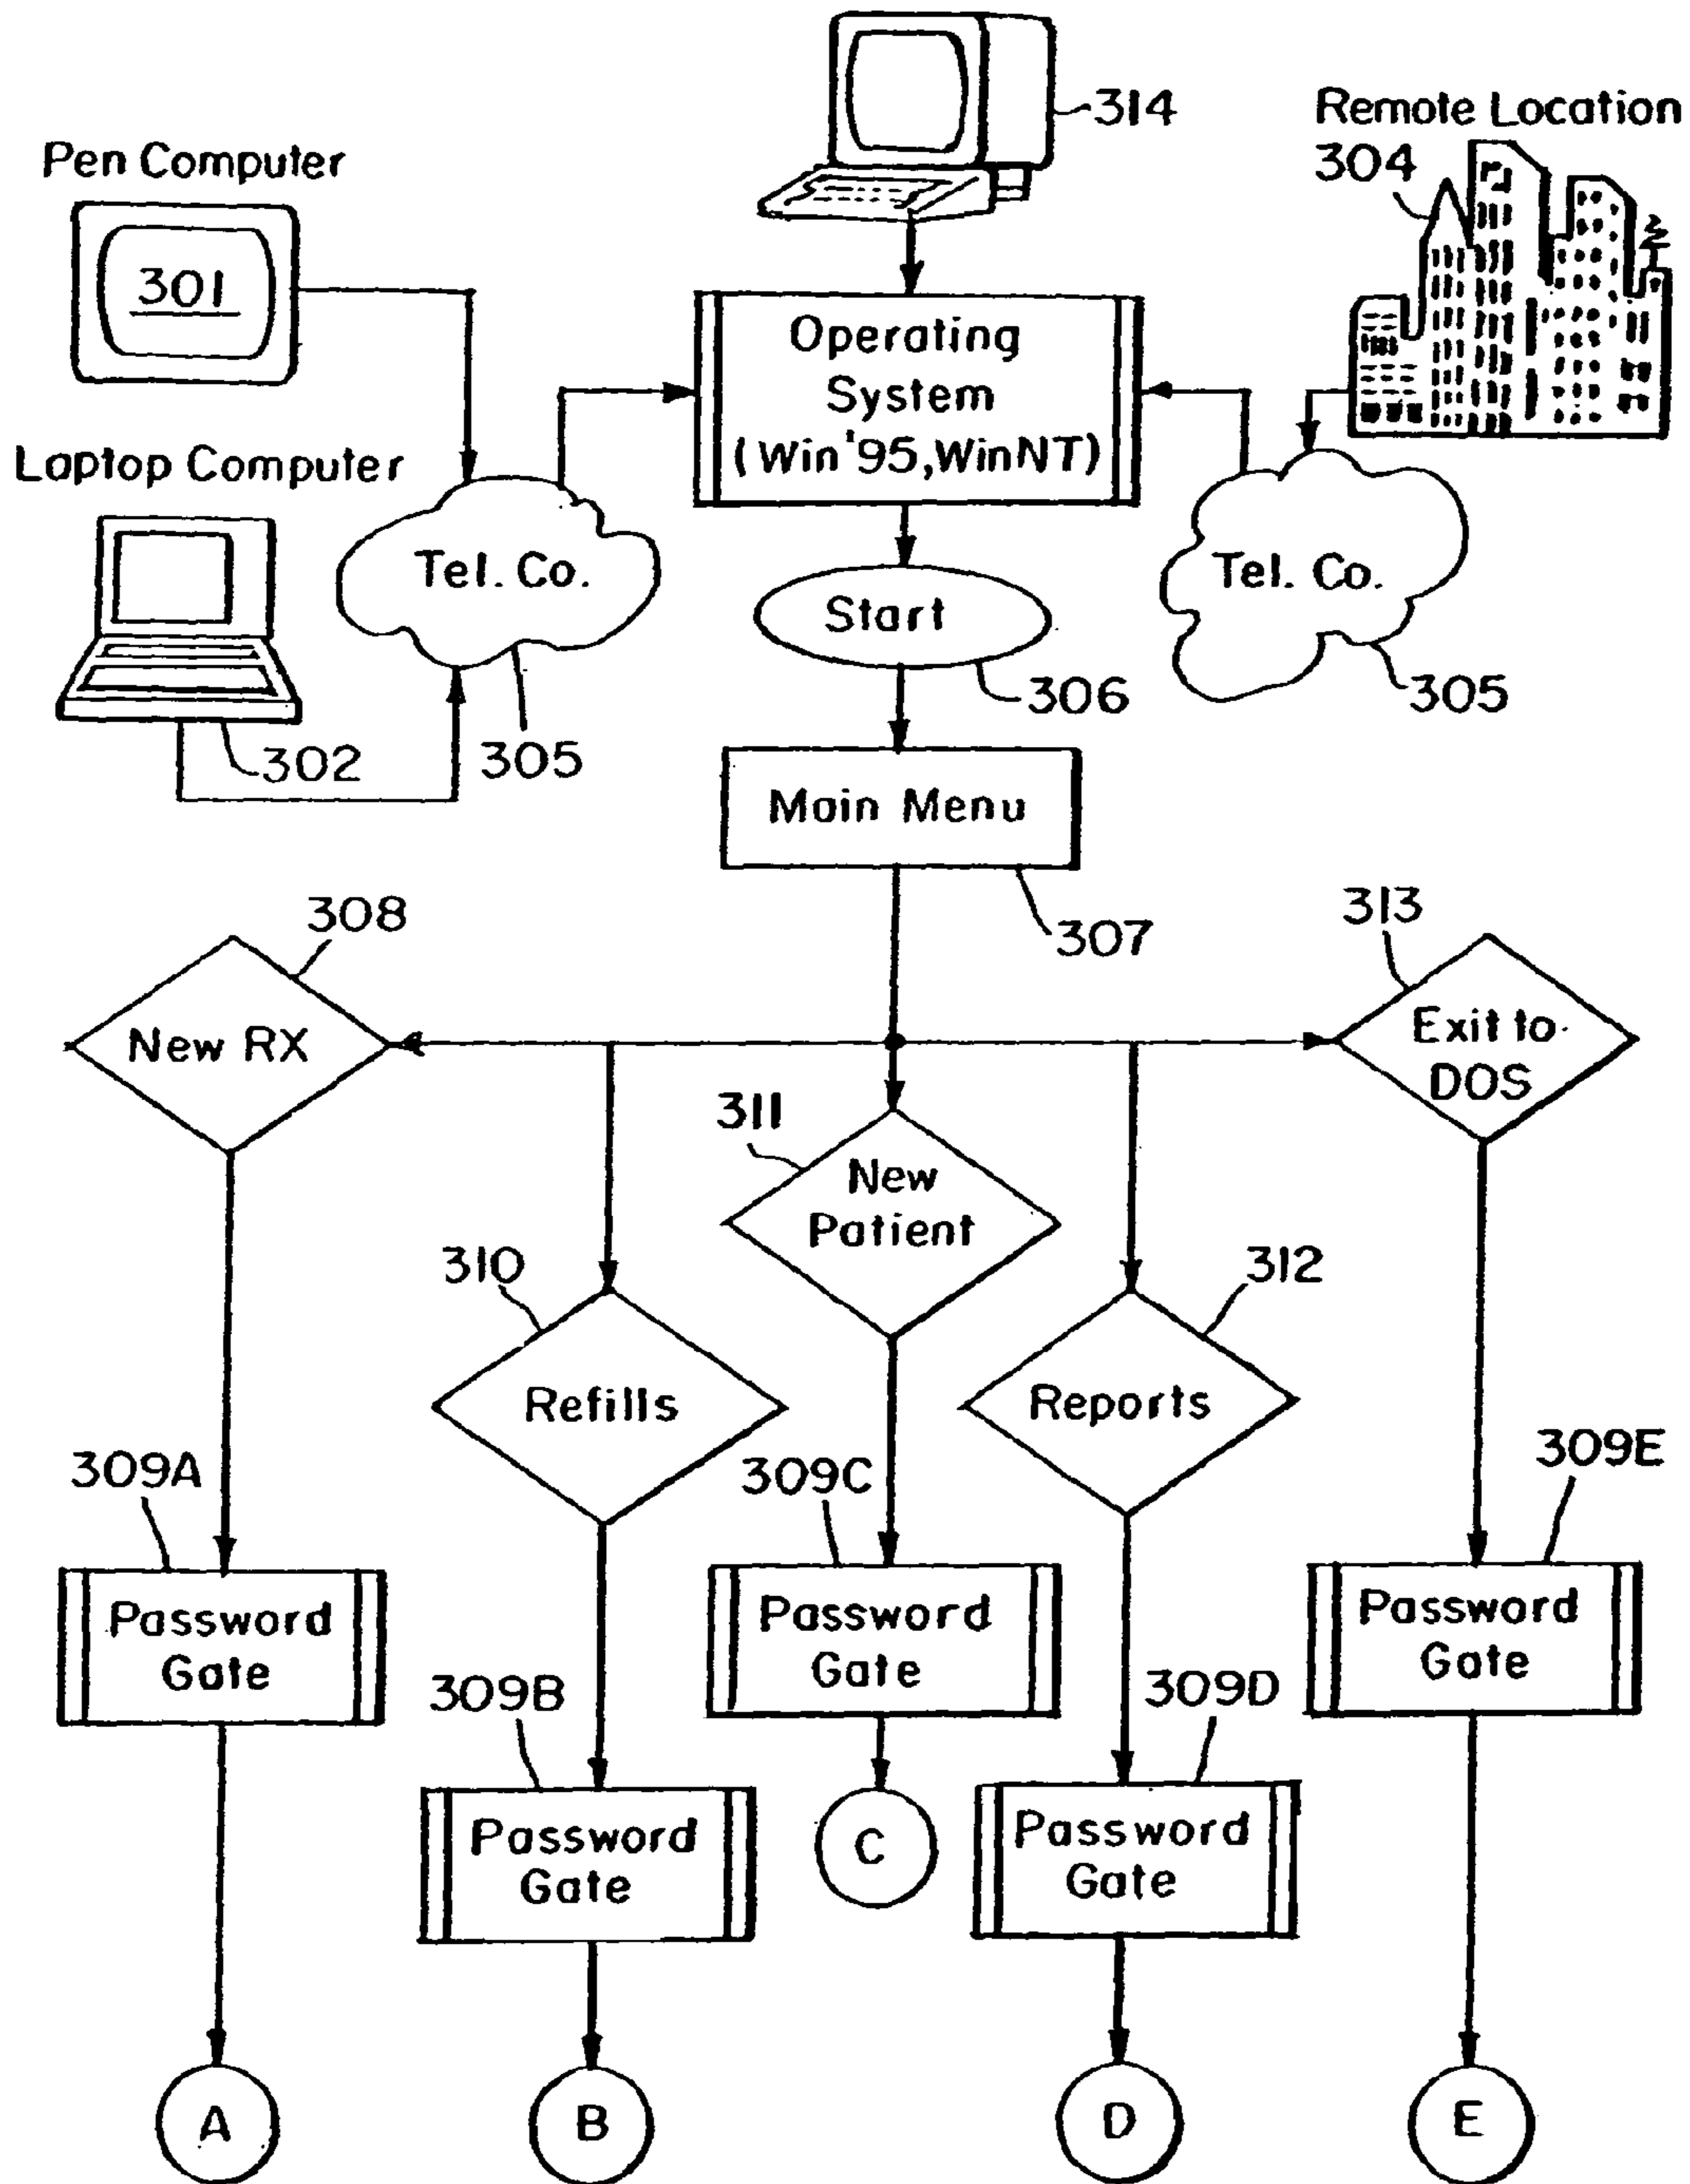 314
Remote Location
304
Pen Computer
301
Operating
System
(Win'95,WinNT)
Laptop Computer
Tel. Co.
Tel. Co.
Start
302
305
306
305
Main Menu
307
308
313
New RX
Exit to
DOS
311
New
Patient
310
312
Refills
Reports
309A
309C
309E
Password
Gate
Password
Gate
Password
Gate
309B
309D
Password
Gate
C
Password
Gate
A
B
D
E